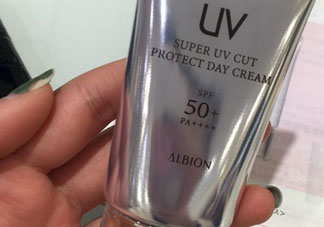 UV
SUPER UV CUT
PROTECT DAY CREAM
SPF
50+
PA++++
ALBION